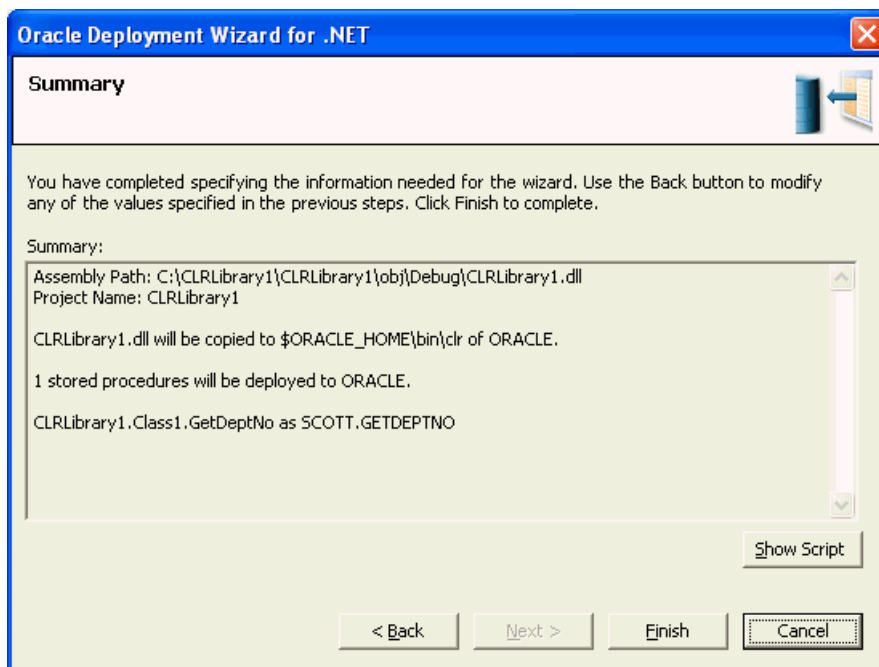 Oracle Deployment Wizard for .NET
Summary
You have completed specifying the information needed for the wizard. Use the Back button to modify
any of the values specified in the previous steps. Click Finish to complete.
Summary:
Assembly Path: C:\CLRLibrary1\CLRLibrary1\obj\Debug\CLRLibrary1.dll
Project Name: CLRLibrary1
CLRLibrary1.dll will be copied to $ORACLE_HOME\bin\clr of ORACLE.
1 stored procedures will be deployed to ORACLE.
CLRLibrary1.Class1.GetDeptNo as SCOTT.GETDEPTNO
Show Script
< Back
Next >
Finish
Cancel